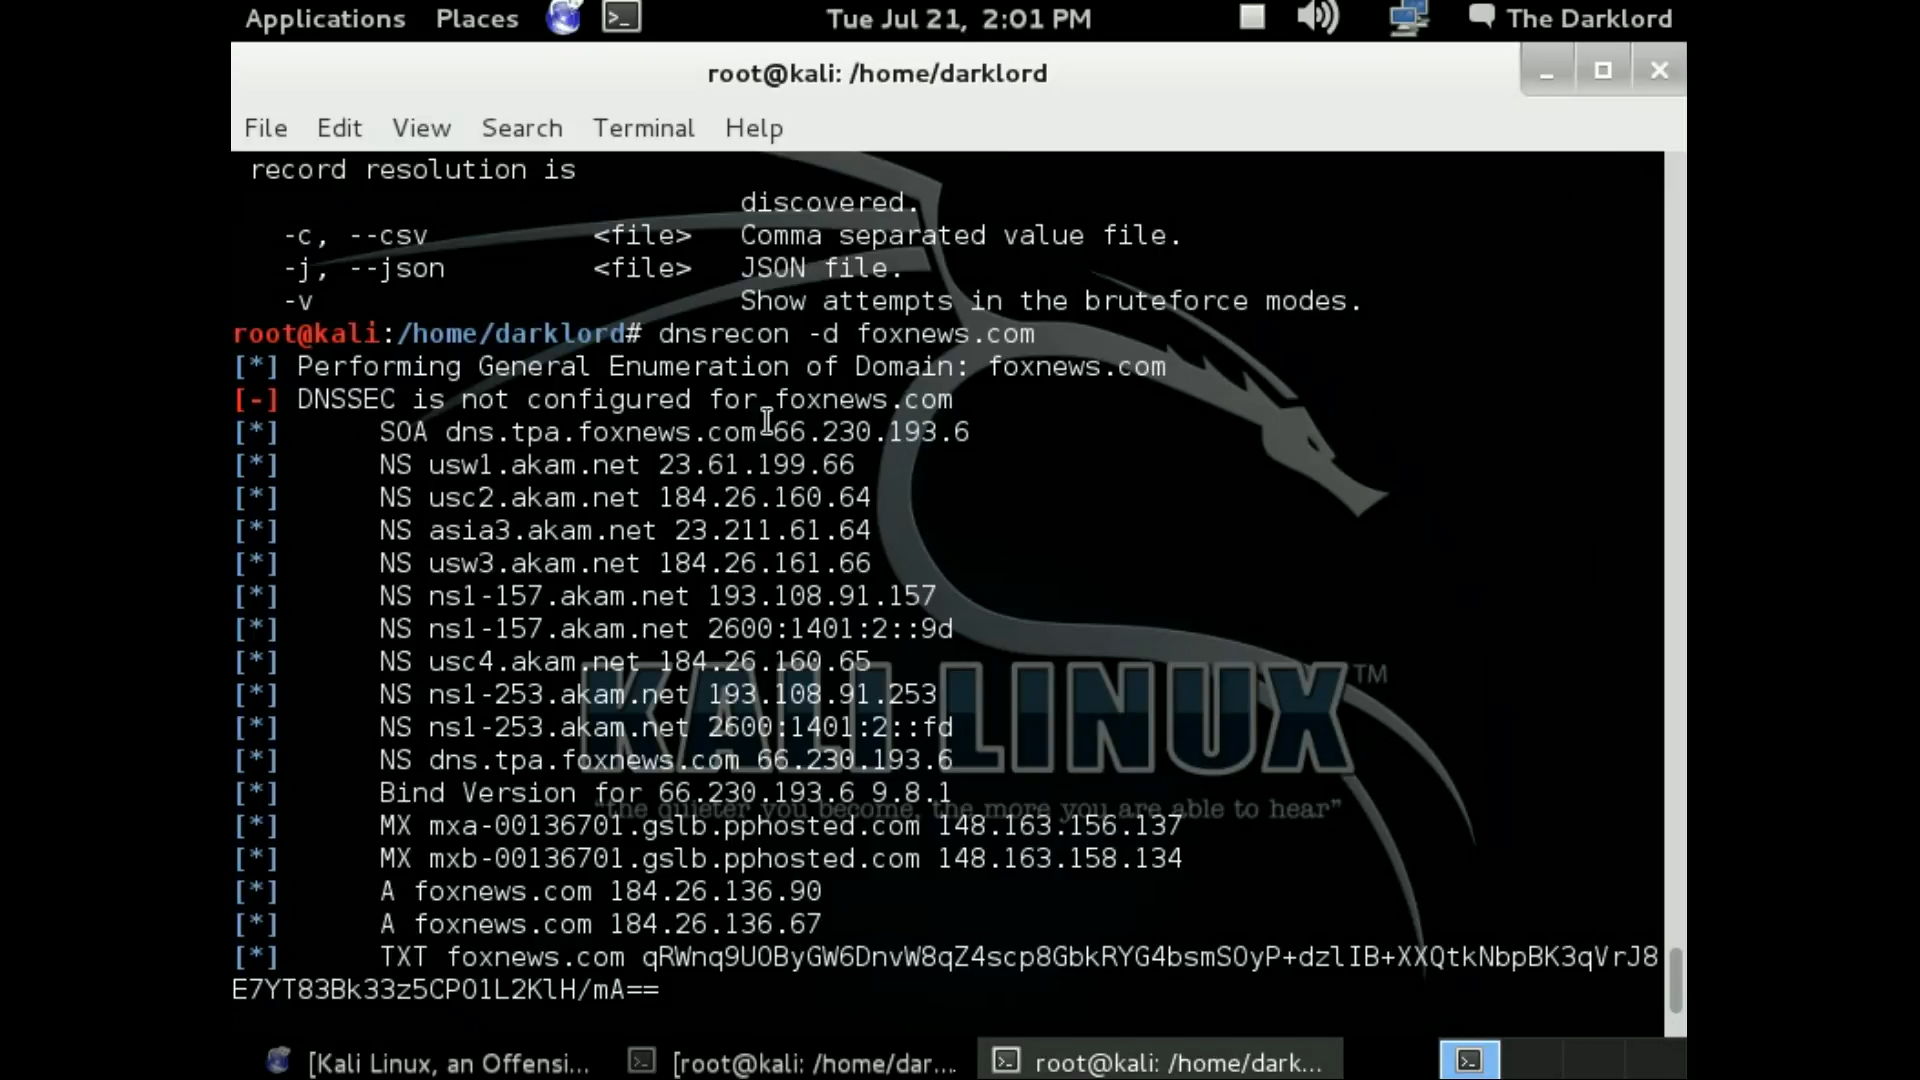 Applications Places Tue Jul 21, 2:01 PM The Darklord
root@kali: /home/darklord
File Edit View Search Terminal Help
record resolution is
discovered.
-c, --csv <file> Comma separated value file.
-j, --json <file> JSON file.
-v Show attempts in the bruteforce modes.
root@kali:/home/darklord# dnsrecon -d foxnews.com
[*] Performing General Enumeration of Domain: foxnews.com
[-] DNSSEC is not configured for foxnews.com
[*] SOA dns.tpa.foxnews.com 66.230.193.6
[*] NS usw1.akam.net 23.61.199.66
[*] NS usc2.akam.net 184.26.160.64
[*] NS asia3.akam.net 23.211.61.64
[*] NS usw3.akam.net 184.26.161.66
[*] NS ns1-157.akam.net 193.108.91.157
[*] NS ns1-157.akam.net 2600:1401:2::9d
[*] NS usc4.akam.net 184.26.160.65
[*] NS ns1-253.akam.net 193.108.91.253
[*] NS ns1-253.akam.net 2600:1401:2::fd
[*] NS dns.tpa.foxnews.com 66.230.193.6
[*] Bind Version for 66.230.193.6 9.8.1
[*] MX mxa-00136701.gslb.pphosted.com 148.163.156.137
[*] MX mxb-00136701.gslb.pphosted.com 148.163.158.134
[*] A foxnews.com 184.26.136.90
[*] A foxnews.com 184.26.136.67
[*] TXT foxnews.com qRWnq9UOByGW6DnvW8qZ4scp8GbkRYG4bsmSOyP+dzlIB+XXQtkNbpBK3qVrJ8
E7YT83Bk33z5CPO1L2KlH/mA==
KALI LINUX™
"the quieter you become, the more you are able to hear"
[Kali Linux, an Offensi... [root@kali: /home/dar... root@kali: /home/dark...